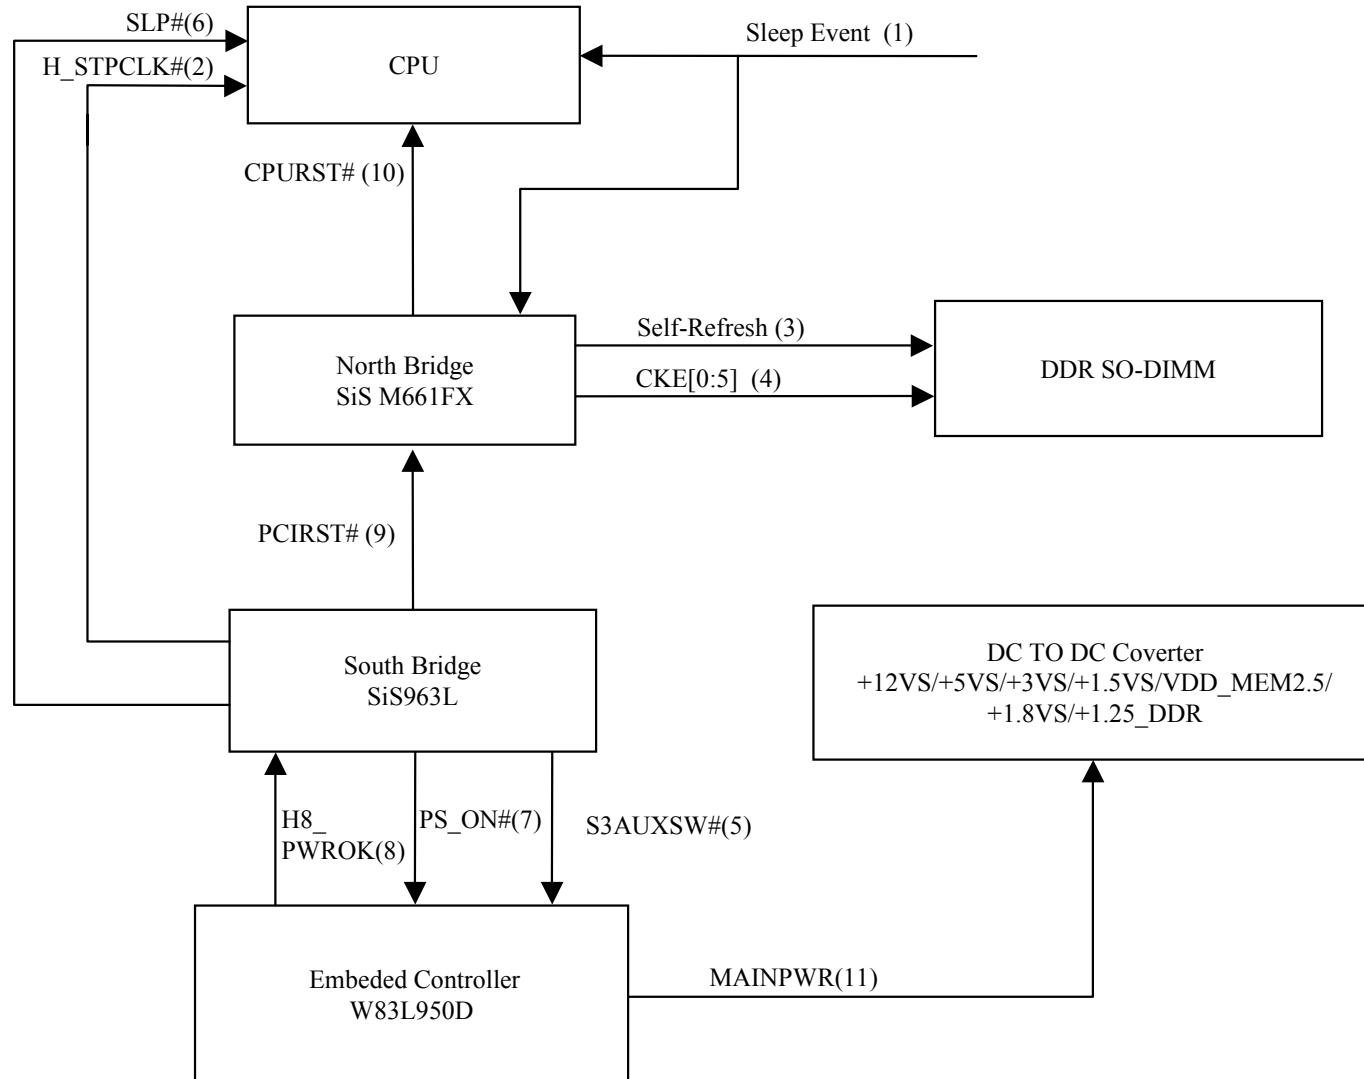 SLP#(6)
Sleep Event (1)
H_STPCLK#(2)
CPU
CPURST# (10)
Self-Refresh (3)
North Bridge
SiS M661FX
CKE[0:5] (4)
DDR SO-DIMM
PCIRST# (9)
South Bridge
SiS963L
DC TO DC Coverter
+12VS/+5VS/+3VS/+1.5VS/VDD_MEM2.5/
+1.8VS/+1.25_DDR
H8_
PWROK(8)
PS_ON#(7)
S3AUXSW#(5)
Embeded Controller
W83L950D
MAINPWR(11)